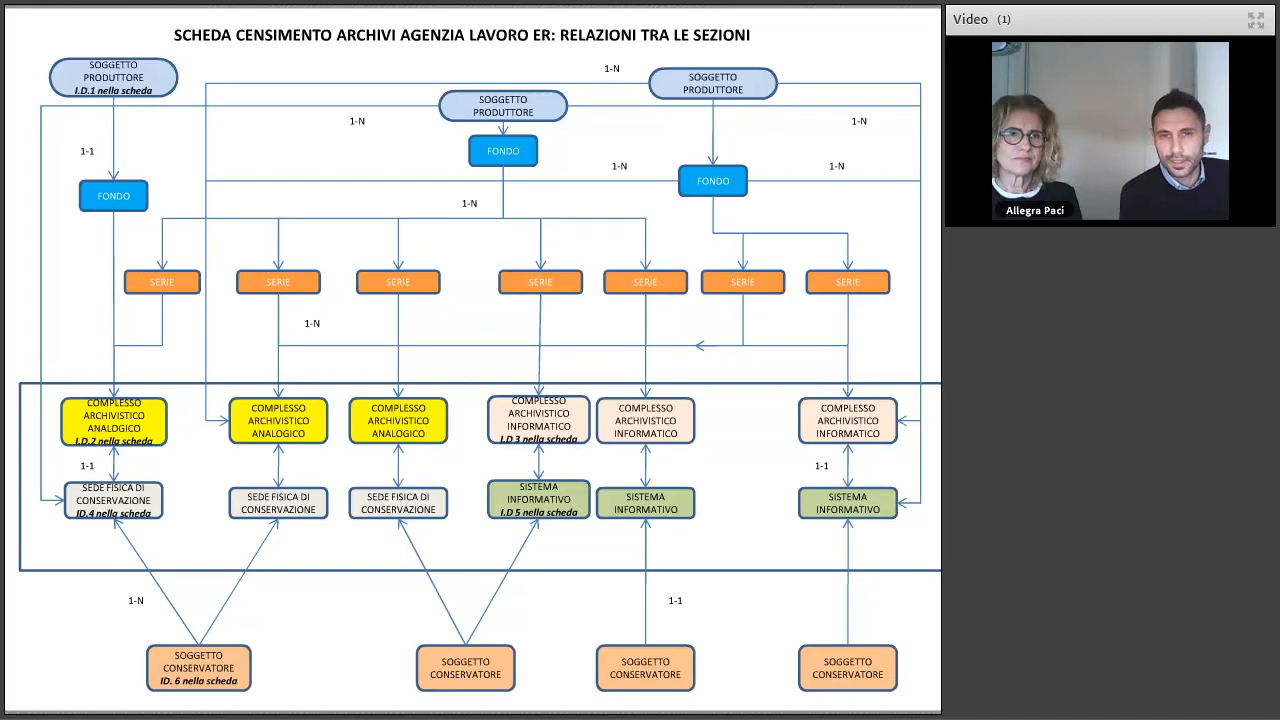 SCHEDA CENSIMENTO ARCHIVI AGENZIA LAVORO ER: RELAZIONI TRA LE SEZIONI
Video (1)
SOGGETTO
PRODUTTORE
I.D.1 nella scheda
1-N
SOGGETTO
PRODUTTORE
SOGGETTO
PRODUTTORE
1-N
1-N
1-1
FONDO
1-N
1-N
FONDO
FONDO
1-N
Allegra Paci
SERIE
SERIE
SERIE
SERIE
SERIE
SERIE
SERIE
1-N
COMPLESSO
ARCHIVISTICO
ANALOGICO
I.D.2 nella scheda
COMPLESSO
ARCHIVISTICO
ANALOGICO
COMPLESSO
ARCHIVISTICO
ANALOGICO
COMPLESSO
ARCHIVISTICO
INFORMATICO
I.D 3 nella scheda
COMPLESSO
ARCHIVISTICO
INFORMATICO
COMPLESSO
ARCHIVISTICO
INFORMATICO
1-1
1-1
SEDE FISICA DI
CONSERVAZIONE
ID.4 nella scheda
SEDE FISICA DI
CONSERVAZIONE
SEDE FISICA DI
CONSERVAZIONE
SISTEMA
INFORMATIVO
I.D 5 nella scheda
SISTEMA
INFORMATIVO
SISTEMA
INFORMATIVO
1-N
1-1
SOGGETTO
CONSERVATORE
ID. 6 nella scheda
SOGGETTO
CONSERVATORE
SOGGETTO
CONSERVATORE
SOGGETTO
CONSERVATORE